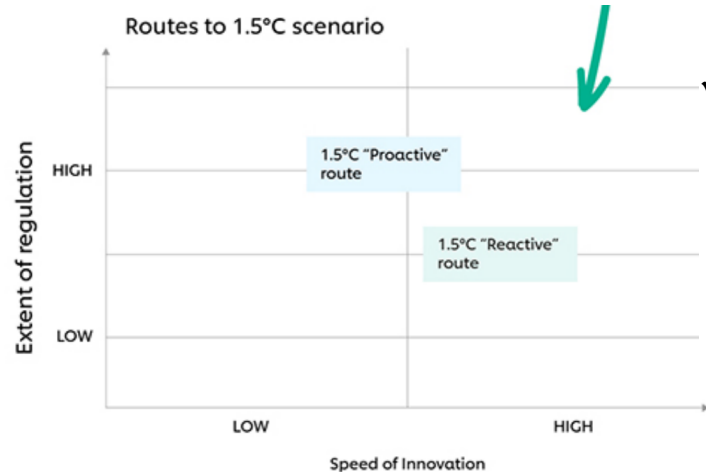 Routes to 1.5°C scenario
Extent of regulation
HIGH
1.5°C “Proactive”
route
1.5°C “Reactive”
route
LOW
LOW
HIGH
Speed of Innovation